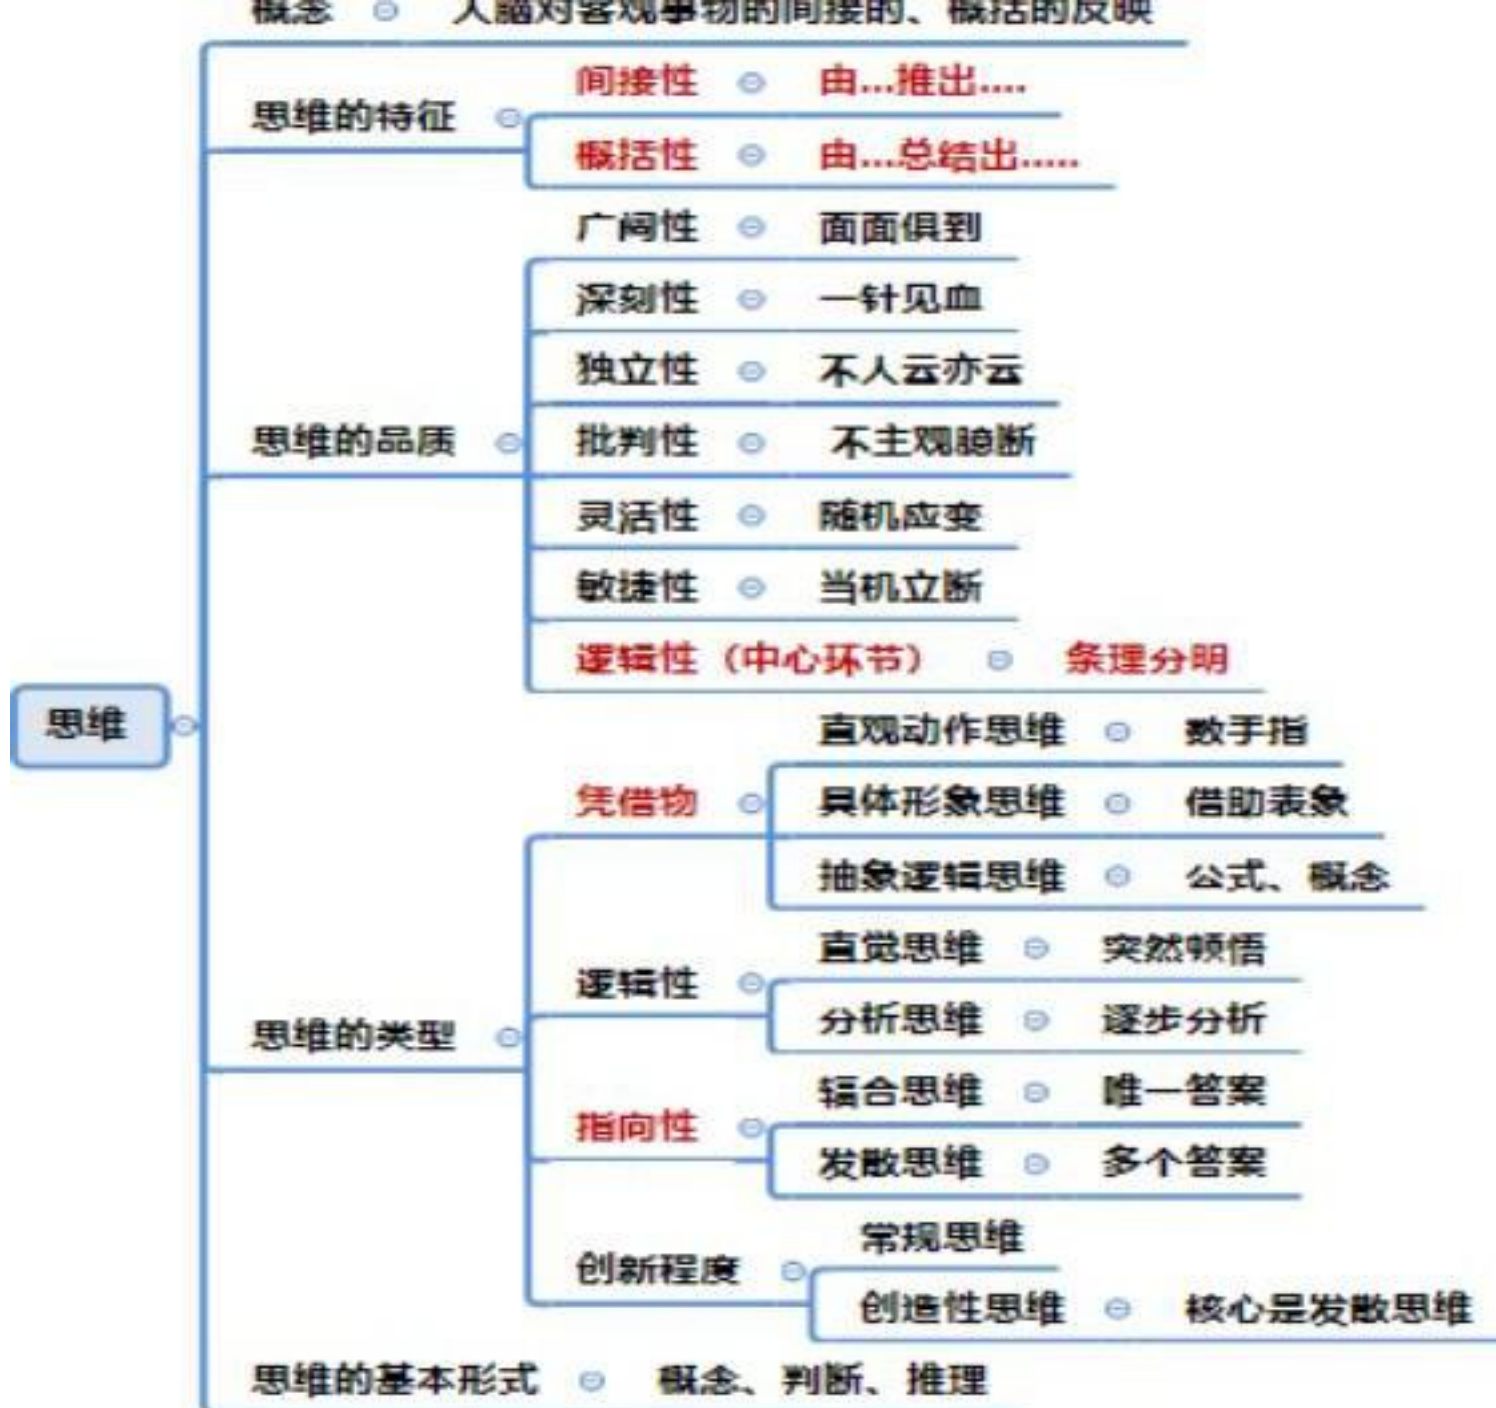 概念 人脑对客观事物的间接的、概括的反映
间接性 由...推出....
思维的特征
概括性 由...总结出.....
广阔性 面面俱到
深刻性 一针见血
独立性 不人云亦云
思维的品质 批判性 不主观臆断
灵活性 随机应变
敏捷性 当机立断
逻辑性（中心环节） 条理分明
思维
直观动作思维 数手指
凭借物 具体形象思维 借助表象
抽象逻辑思维 公式、概念
直觉思维 突然顿悟
逻辑性
分析思维 逐步分析
思维的类型
辐合思维 唯一答案
指向性
发散思维 多个答案
常规思维
创新程度
创造性思维 核心是发散思维
思维的基本形式 概念、判断、推理